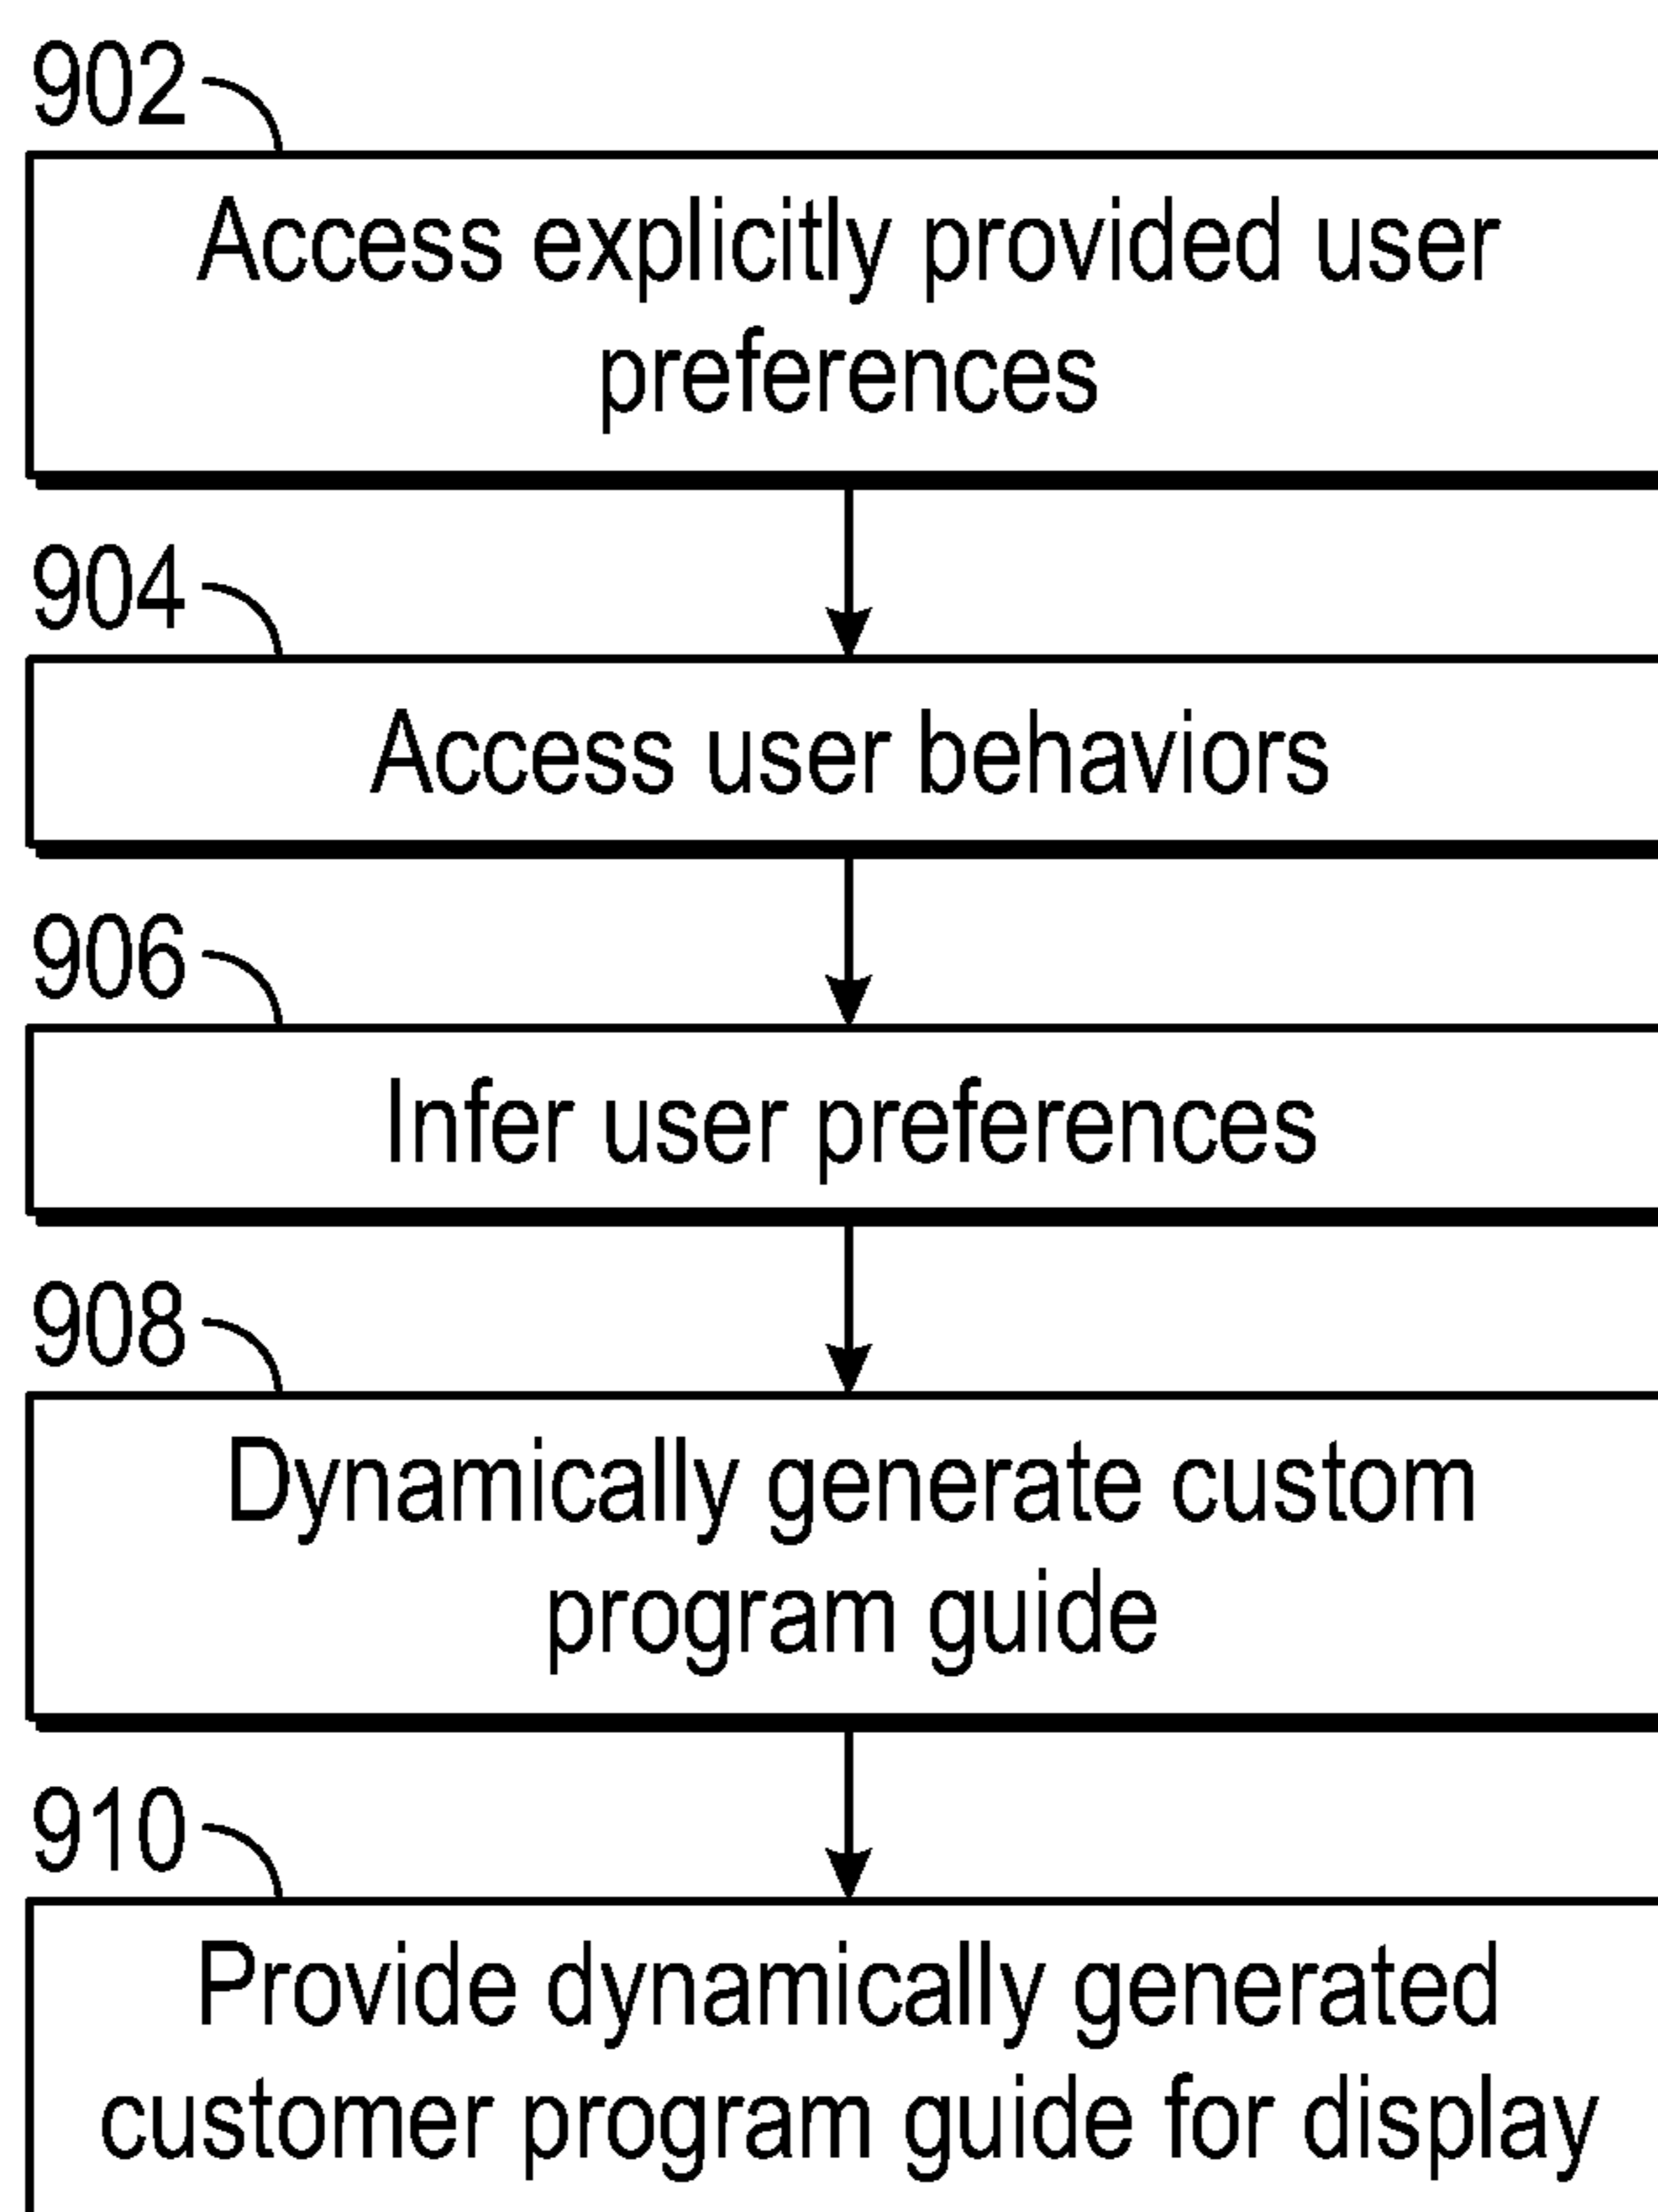 902
Access explicitly provided user
preferences
904
Access user behaviors
906
Infer user preferences
908
Dynamically generate custom
program guide
910
Provide dynamically generated
customer program guide for display